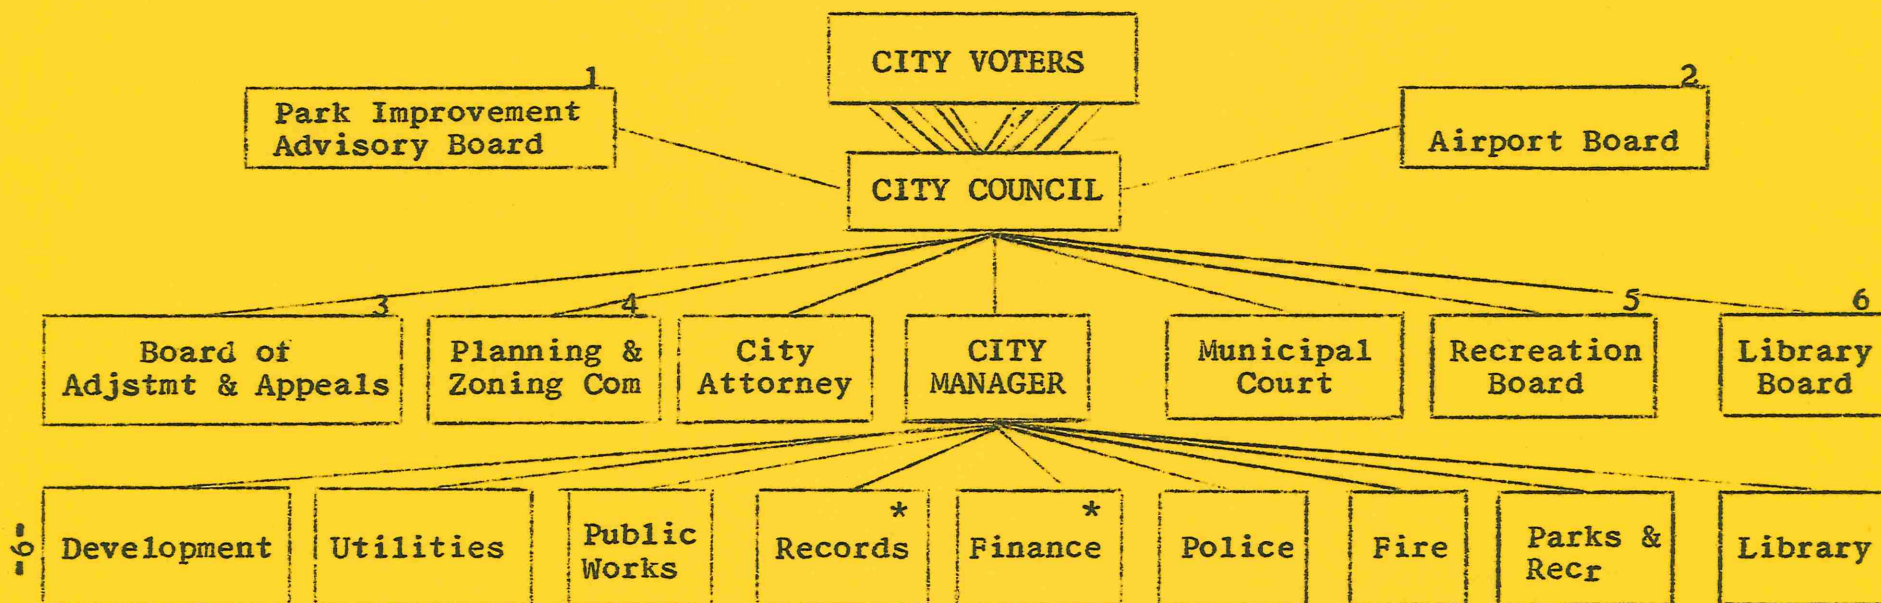 CITY VOTERS
1
Park Improvement
Advisory Board
2
Airport Board
CITY COUNCIL
3
Board of
Adjstmt & Appeals
4
Planning &
Zoning Com
City
Attorney
CITY
MANAGER
Municipal
Court
5
Recreation
Board
6
Library
Board
Development
Utilities
Public
Works
*
Records
*
Finance
Police
Fire
Parks &
Recr
Library
-6-